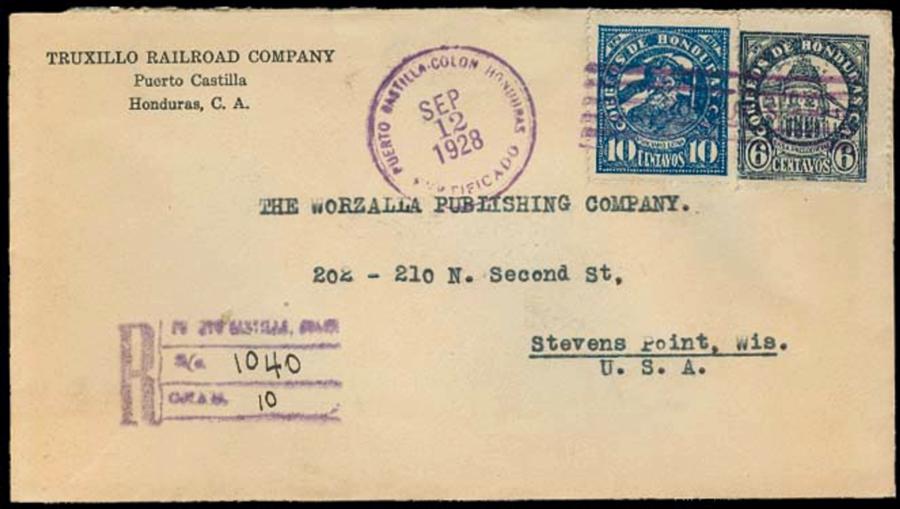 TRUXILLO RAILROAD COMPANY
Puerto Castilla
Honduras, C. A.
PUERTO CASTILLA-COLON HONDURAS
SEP
12
1928
CORREOS DE HONDURAS C.A.
10 CENTAVOS 10
CORREOS DE HONDURAS C.A.
6 CENTAVOS 6
THE WORZALLA PUBLISHING COMPANY.
202 - 210 N. Second St,
Stevens Point, Wis.
U. S. A.
R
1040
10